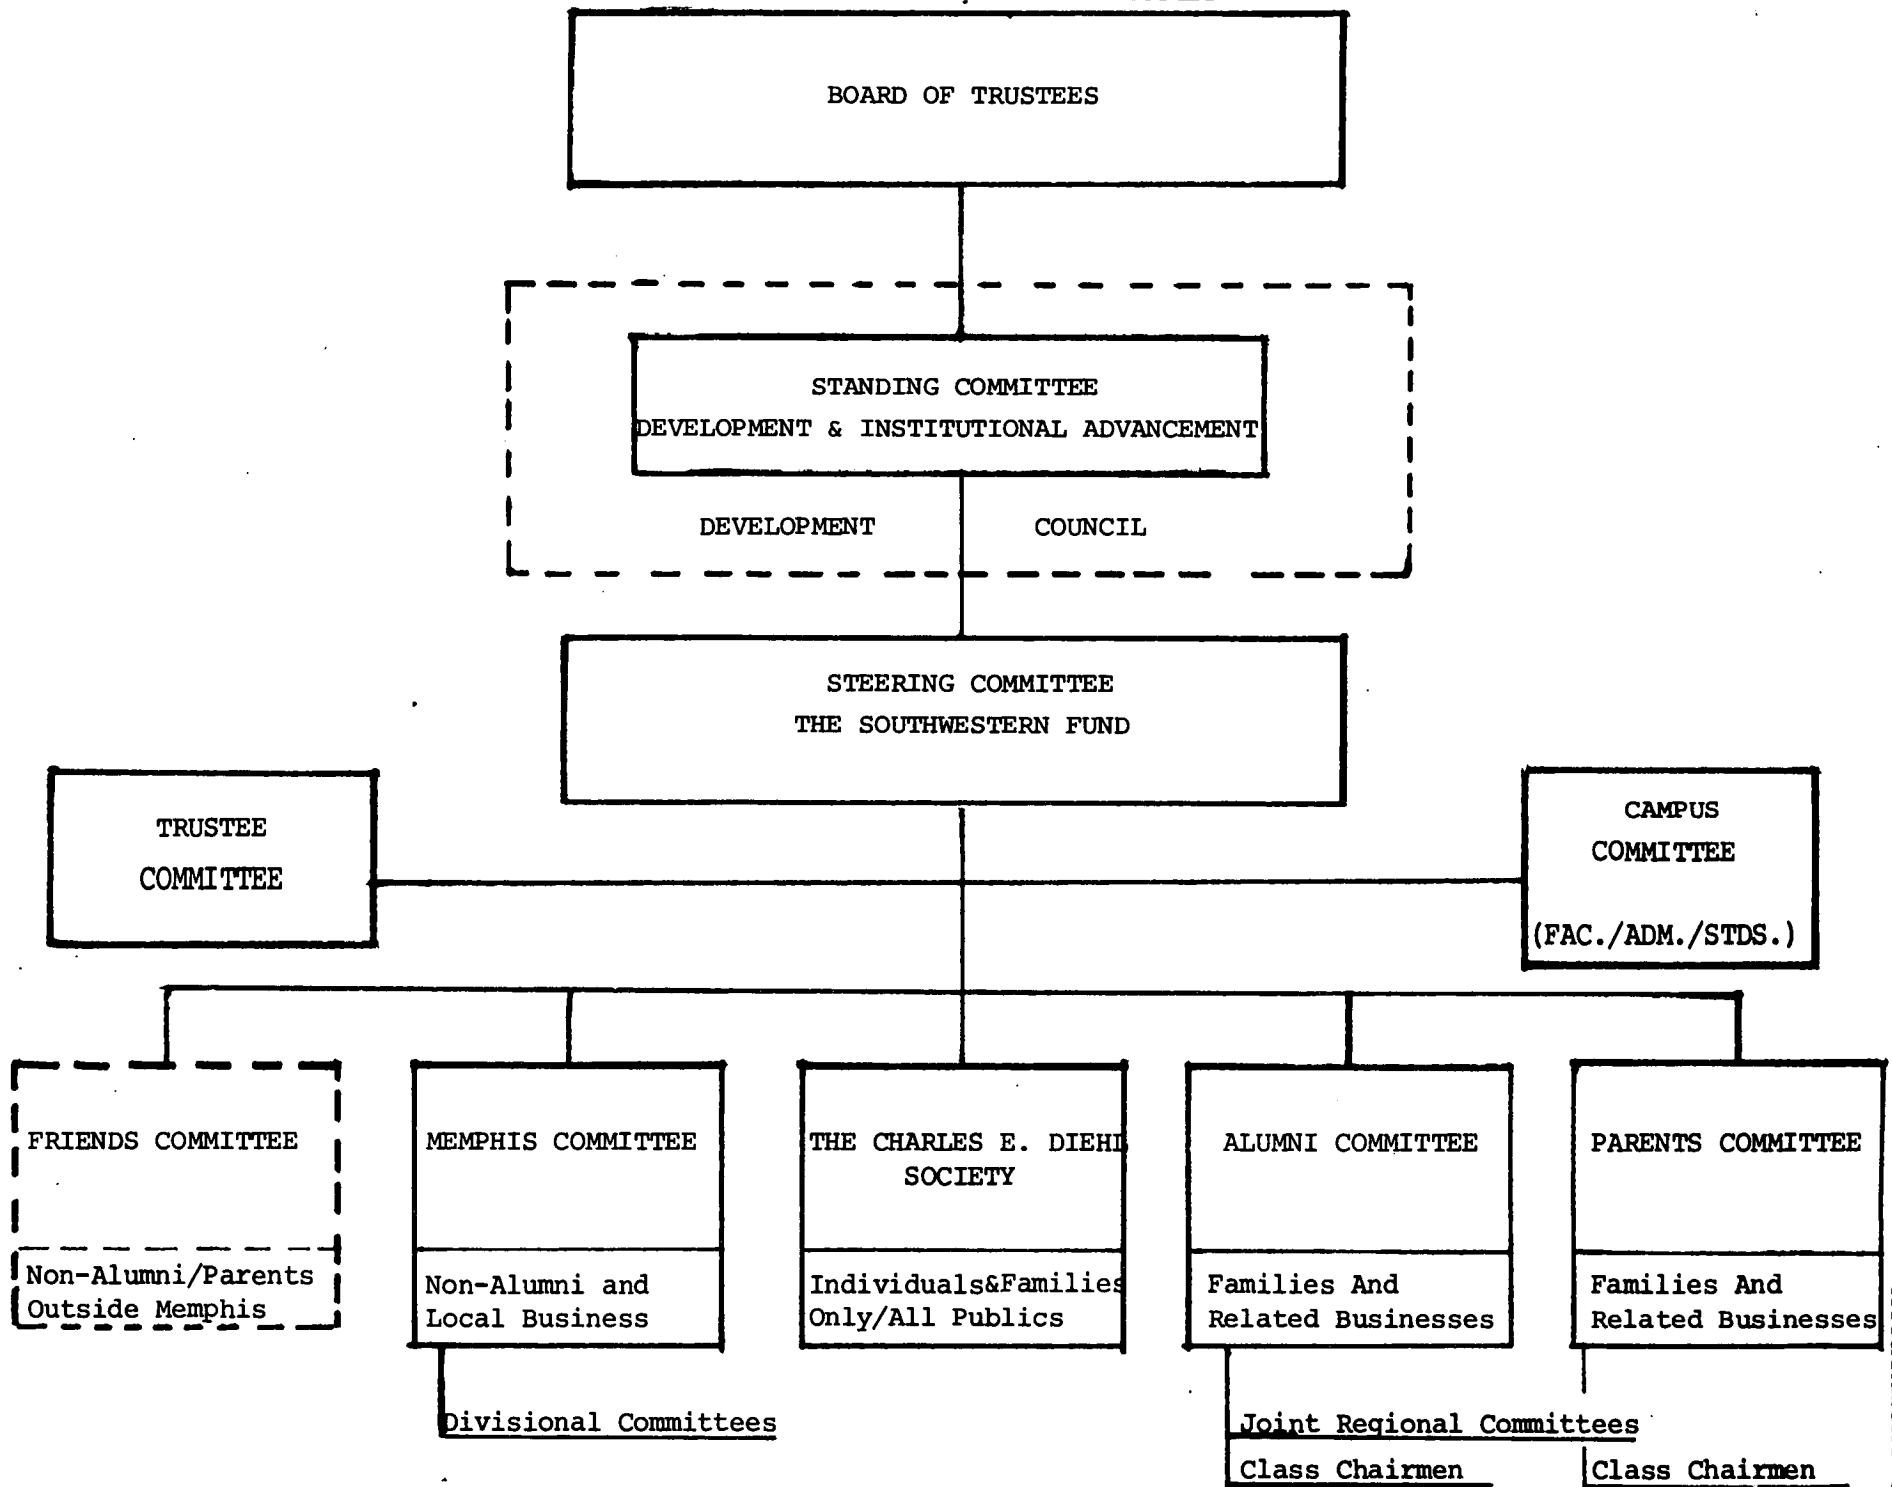 BOARD OF TRUSTEES
STANDING COMMITTEE
DEVELOPMENT & INSTITUTIONAL ADVANCEMENT
DEVELOPMENT COUNCIL
STEERING COMMITTEE
THE SOUTHWESTERN FUND
TRUSTEE
COMMITTEE
CAMPUS
COMMITTEE
(FAC./ADM./STDS.)
FRIENDS COMMITTEE
Non-Alumni/Parents
Outside Memphis
MEMPHIS COMMITTEE
Non-Alumni and
Local Business
Divisional Committees
THE CHARLES E. DIEHL
SOCIETY
Individuals&Families
Only/All Publics
ALUMNI COMMITTEE
Families And
Related Businesses
PARENTS COMMITTEE
Families And
Related Businesses
Joint Regional Committees
Class Chairmen
Class Chairmen